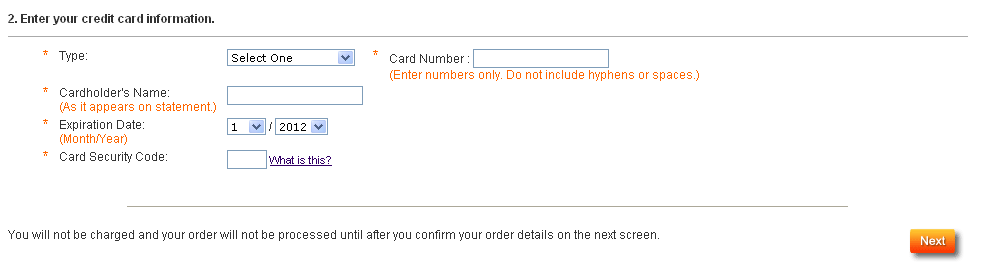 2. Enter your credit card information.
* Type: Select One * Card Number :
(Enter numbers only. Do not include hyphens or spaces.)
* Cardholder's Name:
(As it appears on statement.)
* Expiration Date: 1 / 2012
(Month/Year)
* Card Security Code: What is this?
You will not be charged and your order will not be processed until after you confirm your order details on the next screen.
Next